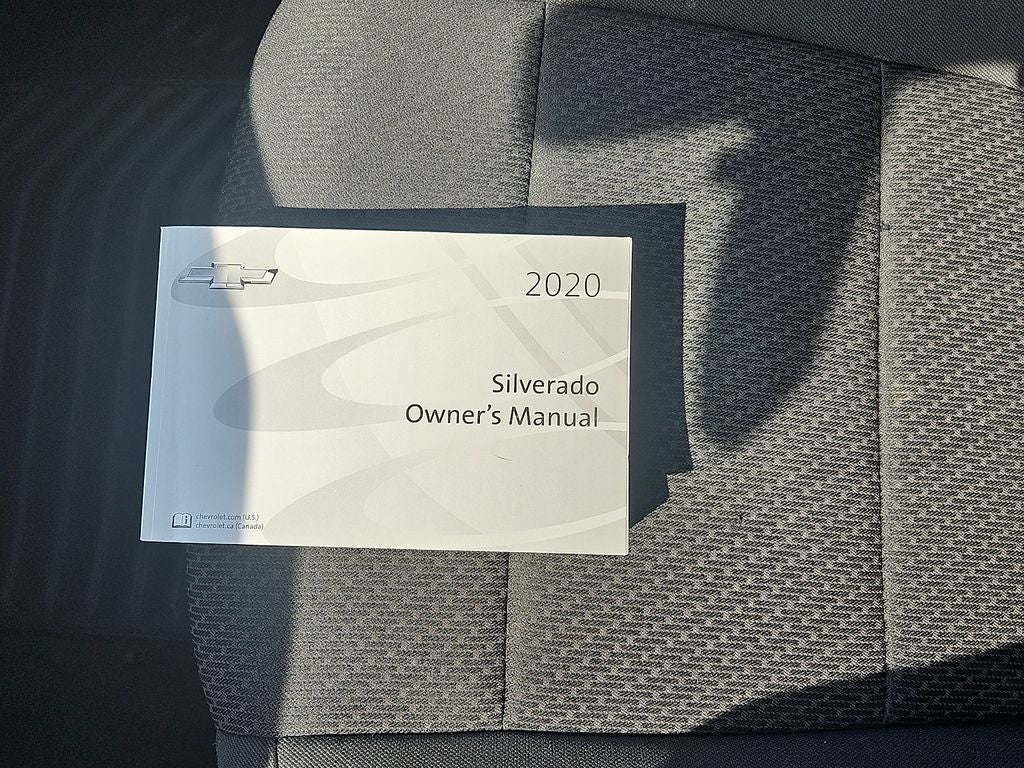 2020
Silverado
Owner's Manual
chevrolet.com (U.S.)
chevrolet.ca (Canada)